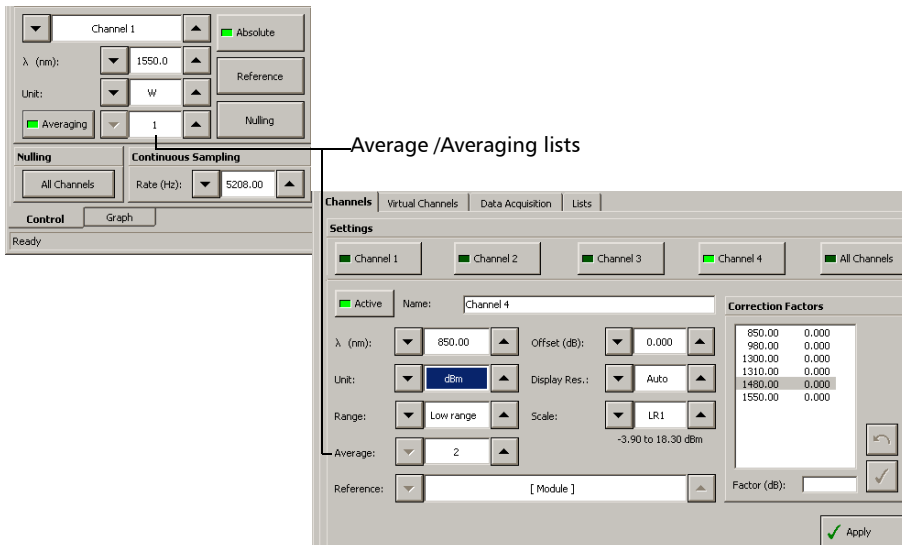 Channel 1
Absolute
λ (nm):
1550.0
Reference
Unit:
W
Averaging
1
Nulling
Average /Averaging lists
Nulling
Continuous Sampling
All Channels
Rate (Hz):
5208.00
Control
Graph
Ready
Channels
Virtual Channels
Data Acquisition
Lists
Settings
Channel 1
Channel 2
Channel 3
Channel 4
All Channels
Active
Name:
Channel 4
Correction Factors
λ (nm):
850.00
Offset (dB):
0.000
850.00 0.000
980.00 0.000
1300.00 0.000
1310.00 0.000
1480.00 0.000
1550.00 0.000
Unit:
dBm
Display Res.:
Auto
Range:
Low range
Scale:
LR1
-3.90 to 18.30 dBm
Average:
2
Reference:
[ Module ]
Factor (dB):
Apply